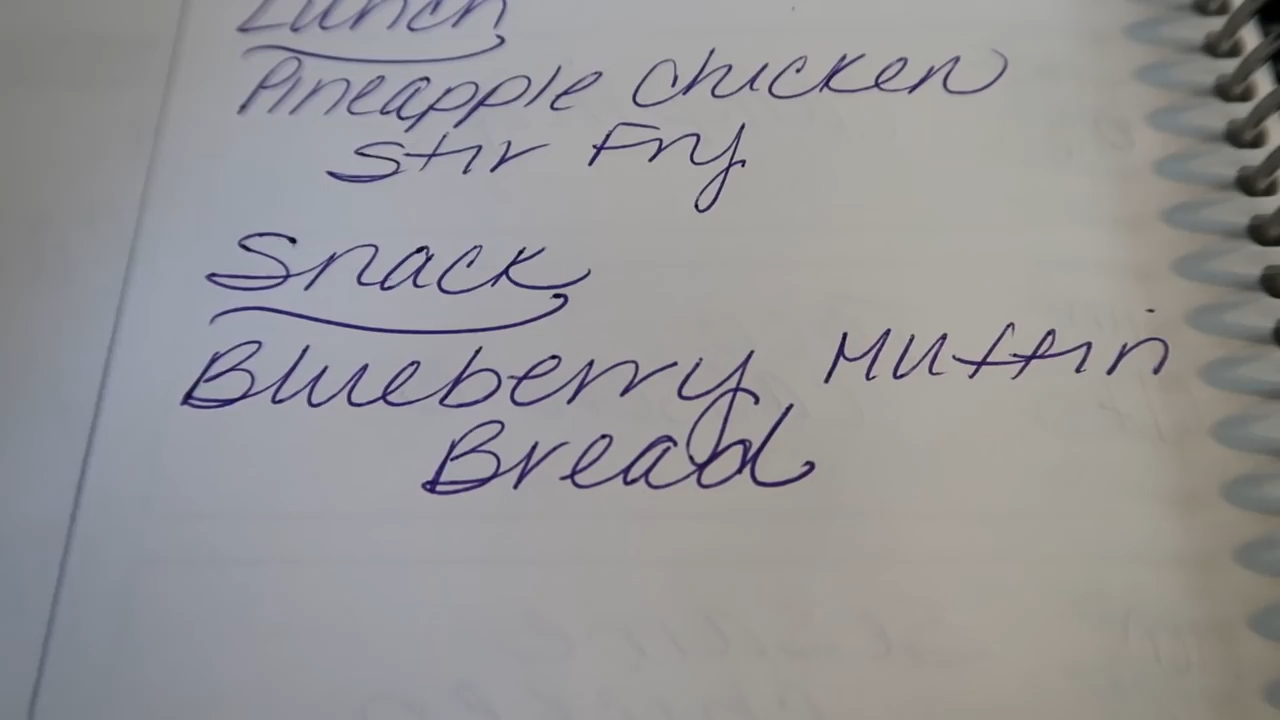 Lunch
Pineapple Chicken
Stir Fry
Snack
Blueberry Muffin
Bread